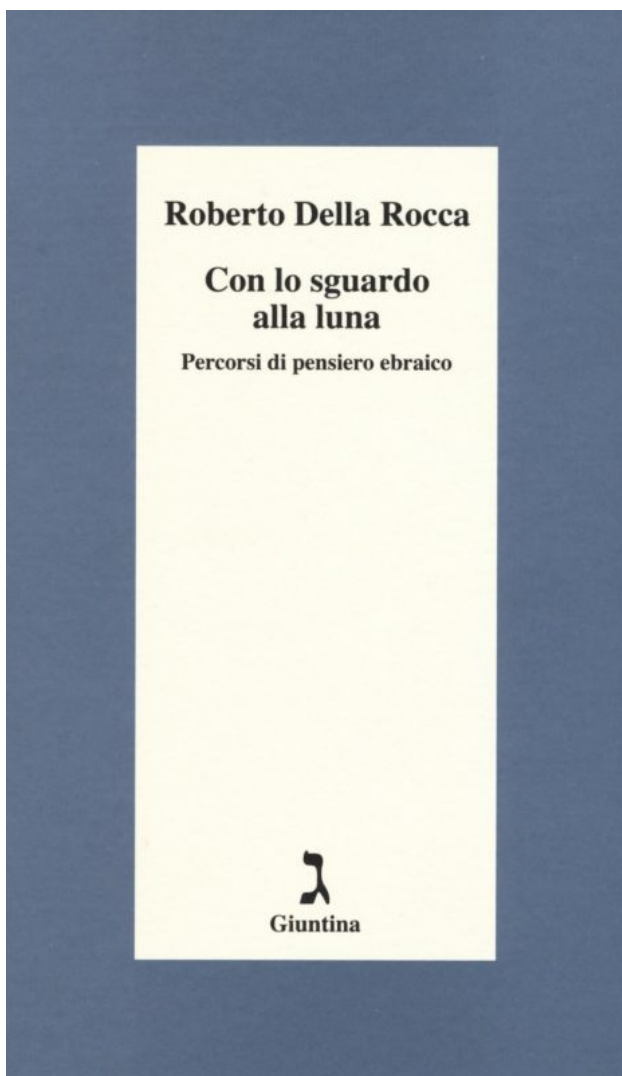 Roberto Della Rocca
Con lo sguardo
alla luna
Percorsi di pensiero ebraico
ג
Giuntina